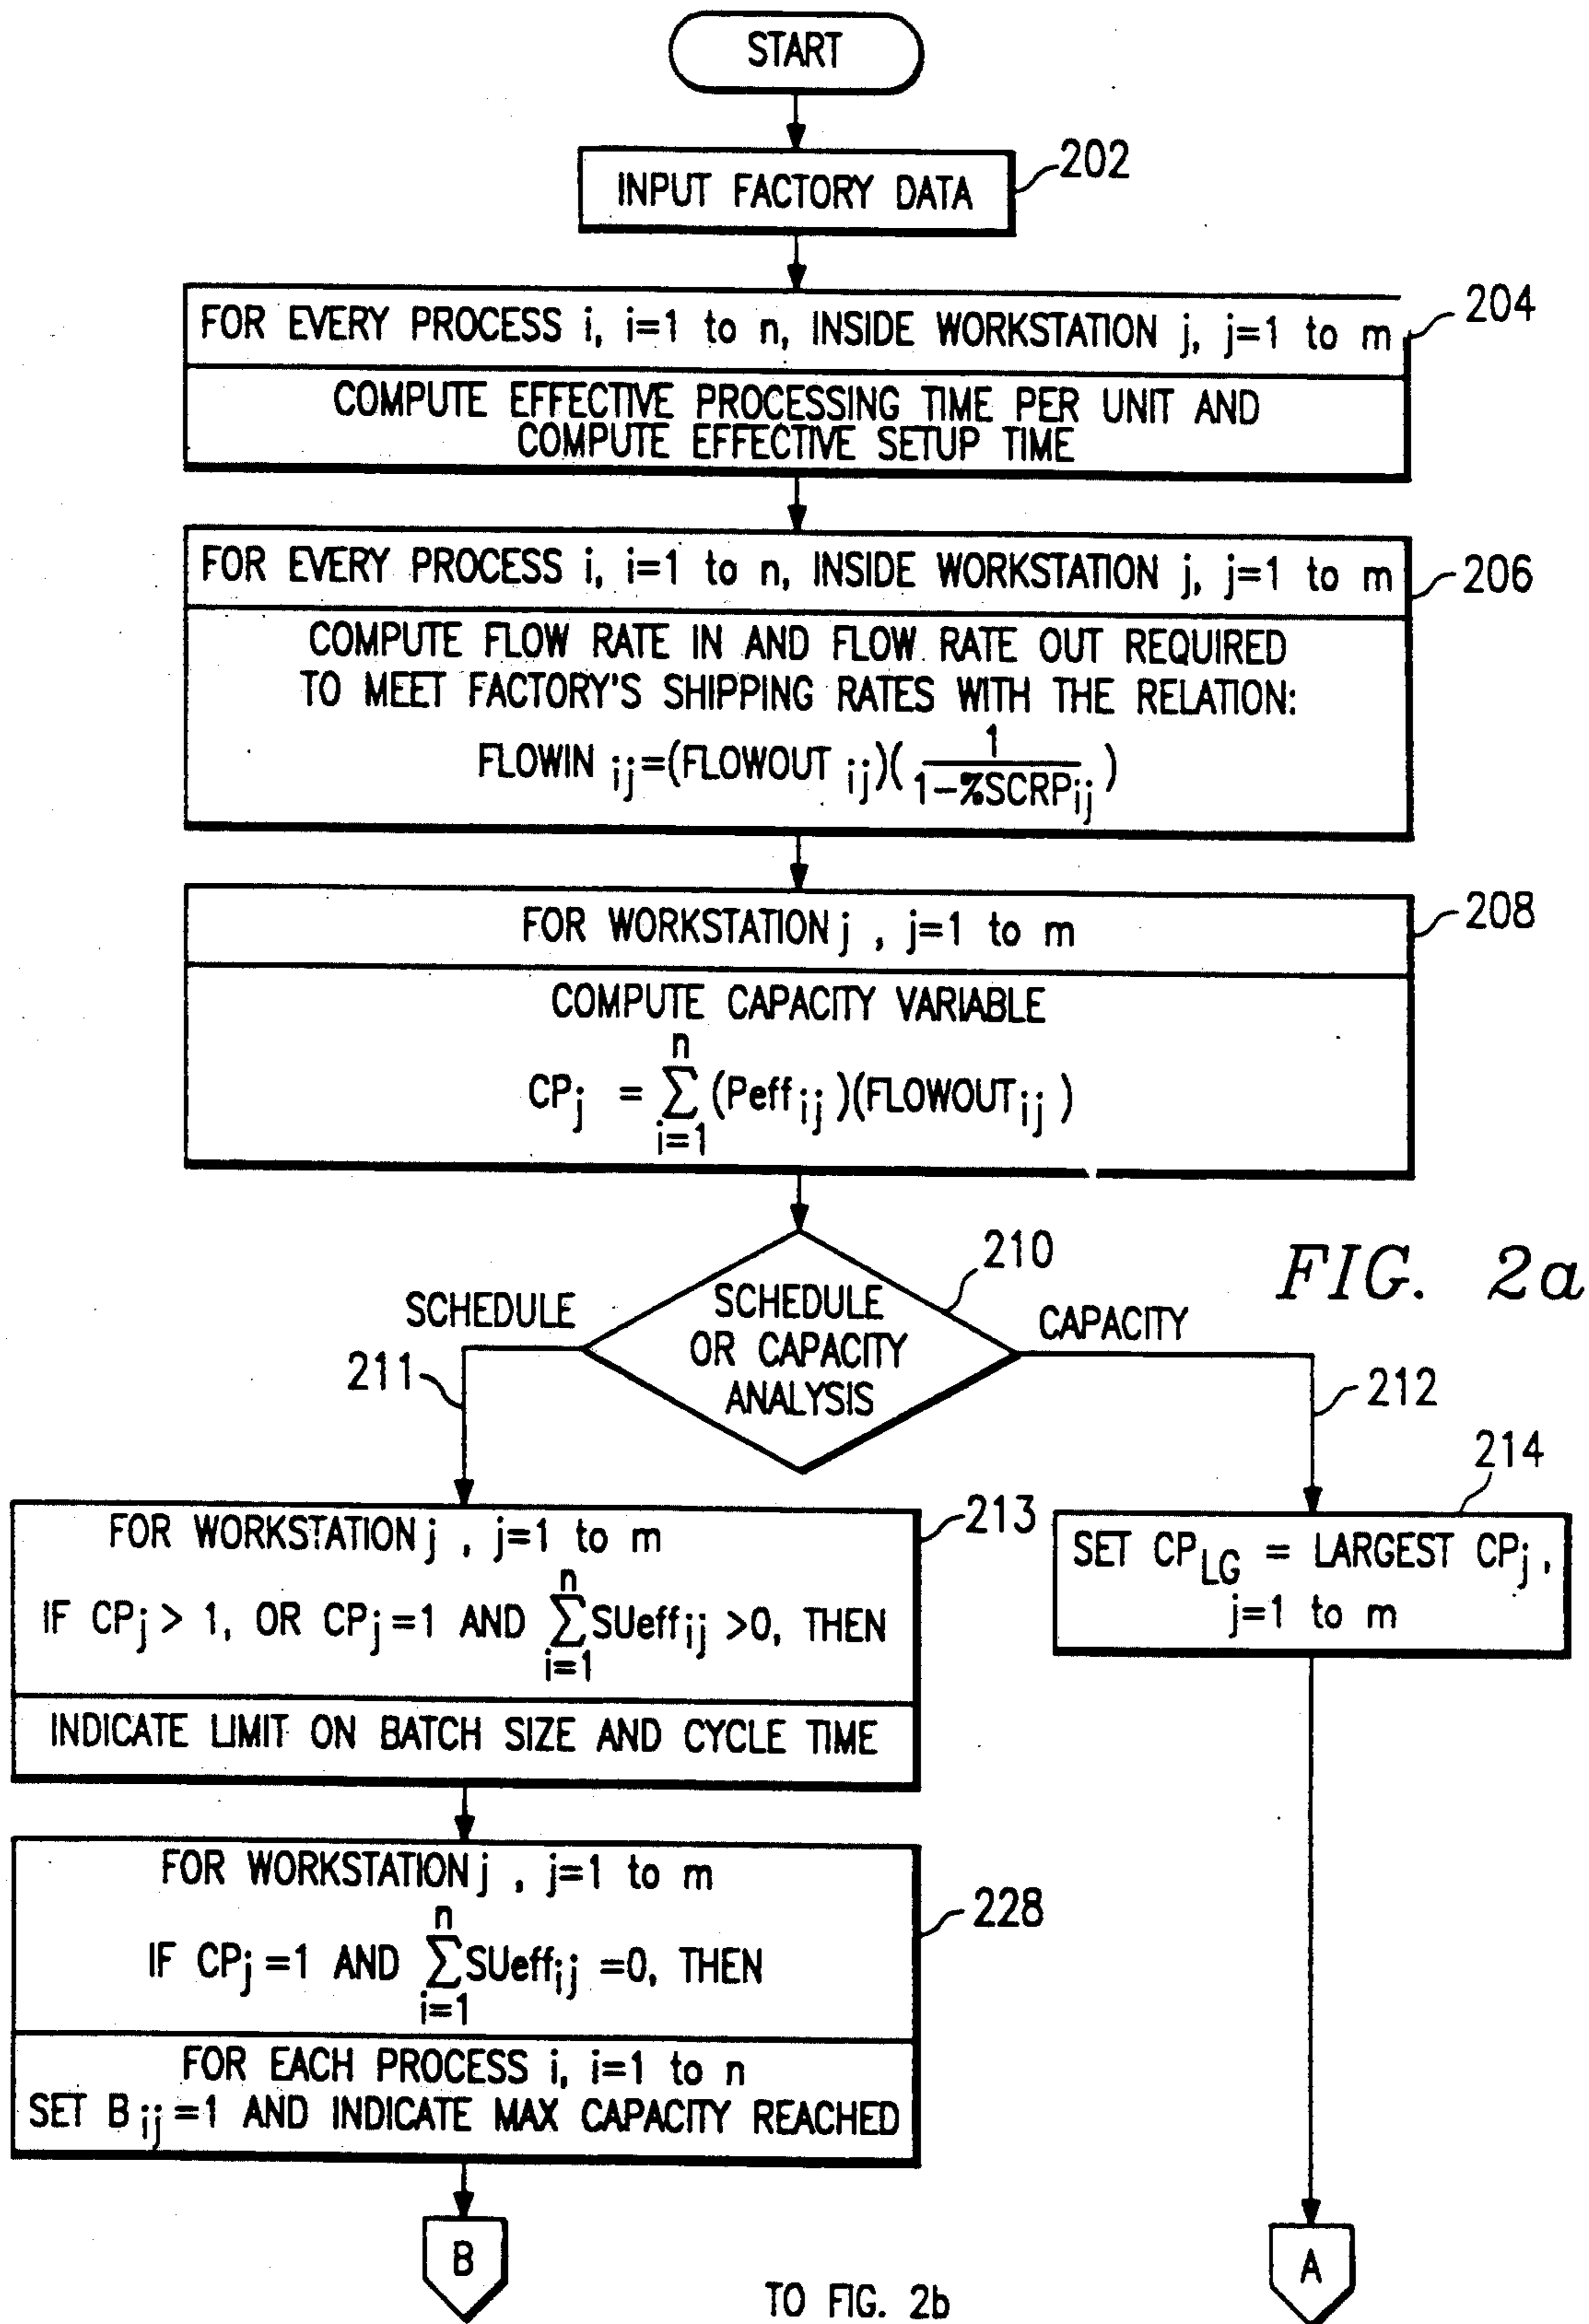 START
INPUT FACTORY DATA
202
FOR EVERY PROCESS i, i=1 to n, INSIDE WORKSTATION j, j=1 to m
204
COMPUTE EFFECTIVE PROCESSING TIME PER UNIT AND
COMPUTE EFFECTIVE SETUP TIME
FOR EVERY PROCESS i, i=1 to n, INSIDE WORKSTATION j, j=1 to m
206
COMPUTE FLOW RATE IN AND FLOW RATE OUT REQUIRED
TO MEET FACTORY'S SHIPPING RATES WITH THE RELATION:
FLOWIN ij=(FLOWOUT ij)(1/1-%SCRPij)
FOR WORKSTATION j , j=1 to m
208
COMPUTE CAPACITY VARIABLE
CPj = n∑i=1 (Peff ij)(FLOWOUT ij)
210
FIG. 2a
SCHEDULE
SCHEDULE
OR CAPACITY
ANALYSIS
CAPACITY
211
212
214
FOR WORKSTATION j , j=1 to m
213
IF CPj > 1, OR CPj =1 AND n∑i=1 SUeff ij >0, THEN
INDICATE LIMIT ON BATCH SIZE AND CYCLE TIME
SET CPLG = LARGEST CPj ,
j=1 to m
FOR WORKSTATION j , j=1 to m
228
IF CPj =1 AND n∑i=1 SUeff ij =0, THEN
FOR EACH PROCESS i, i=1 to n
SET B ij =1 AND INDICATE MAX CAPACITY REACHED
B
A
TO FIG. 2b